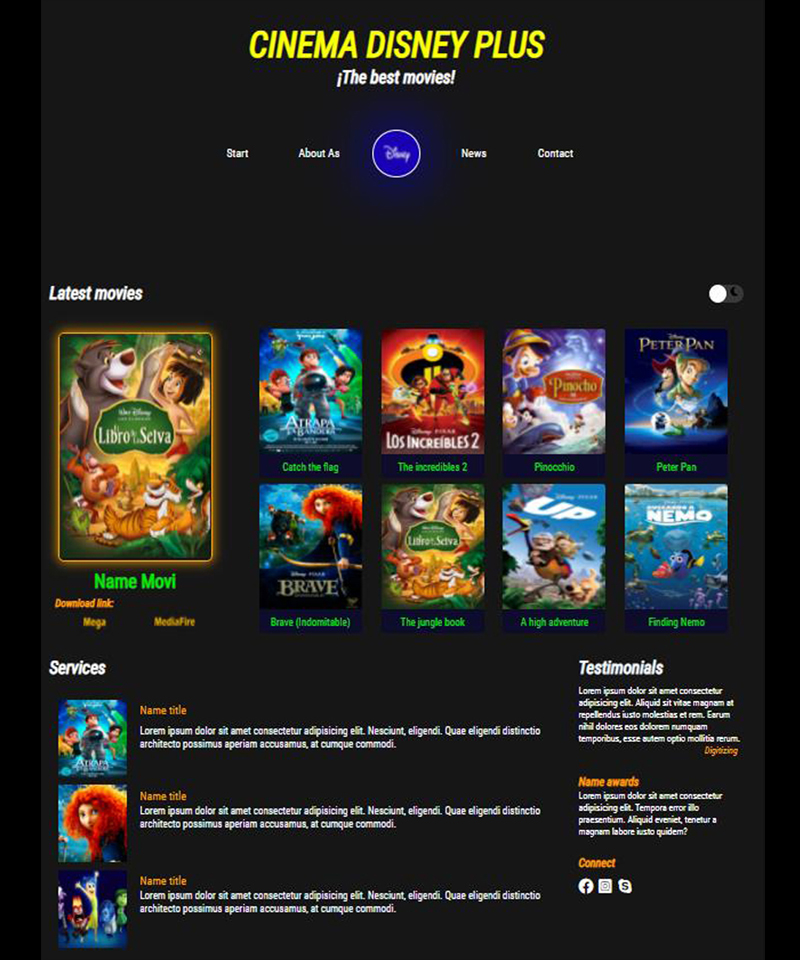 CINEMA DISNEY PLUS
¡The best movies!
Start
About As
Disney
News
Contact
Latest movies
Walt Disney
El Libro de la Selva
Name Movi
Download link:
Mega
MediaFire
ATRAPA
LA BANDERA
Catch the flag
DISNEY · PIXAR
LOS INCREÍBLES 2
The incredibles 2
Pinocho
Pinocchio
Disney
PETER PAN
Peter Pan
DISNEY · PIXAR
BRAVE
Brave (Indomitable)
Walt Disney
El Libro de la Selva
The jungle book
DISNEY · PIXAR
UP
A high adventure
BUSCANDO A
NEMO
Finding Nemo
Services
ATRAPA
Name title
Lorem ipsum dolor sit amet consectetur adipisicing elit. Nesciunt, eligendi. Quae eligendi distinctio
architecto possimus aperiam accusamus, at cumque commodi.
Name title
Lorem ipsum dolor sit amet consectetur adipisicing elit. Nesciunt, eligendi. Quae eligendi distinctio
architecto possimus aperiam accusamus, at cumque commodi.
Name title
Lorem ipsum dolor sit amet consectetur adipisicing elit. Nesciunt, eligendi. Quae eligendi distinctio
architecto possimus aperiam accusamus, at cumque commodi.
Testimonials
Lorem ipsum dolor sit amet consectetur
adipisicing elit. Aliquid sit vitae magnam at
repellendus iusto molestias et rem. Earum
nihil dolores eos dolorem numquam
temporibus, esse autem optio mollitia rerum.
Digitizing
Name awards
Lorem ipsum dolor sit amet consectetur
adipisicing elit. Tempora error illo
praesentium. Aliquid eveniet, tenetur a
magnam labore iusto quidem?
Connect